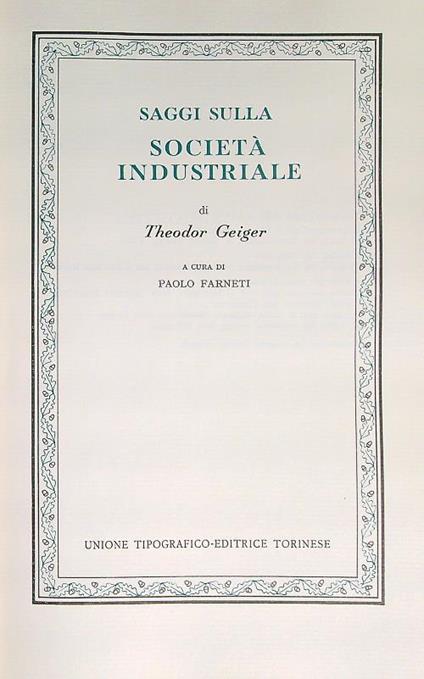 SAGGI SULLA
SOCIETÀ
INDUSTRIALE
di
Theodor Geiger
A CURA DI
PAOLO FARNETI
UNIONE TIPOGRAFICO-EDITRICE TORINESE